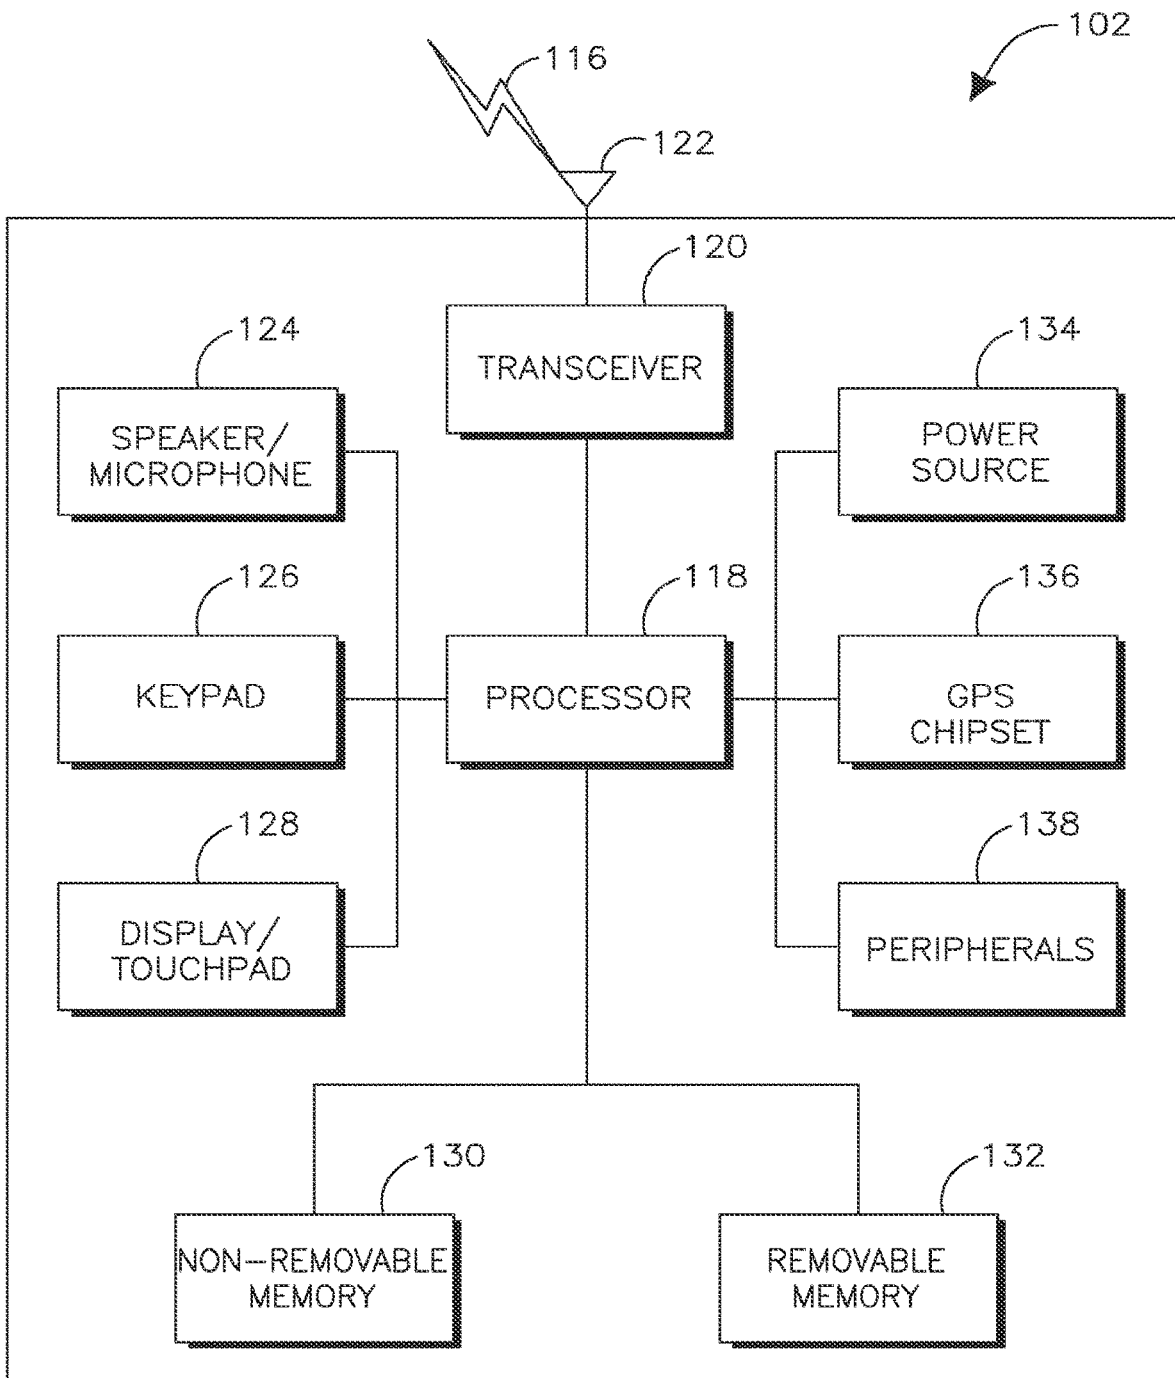 102
116
122
120
TRANSCEIVER
124
SPEAKER/
MICROPHONE
134
POWER
SOURCE
126
KEYPAD
118
PROCESSOR
136
GPS
CHIPSET
128
DISPLAY/
TOUCHPAD
138
PERIPHERALS
130
NON-REMOVABLE
MEMORY
132
REMOVABLE
MEMORY